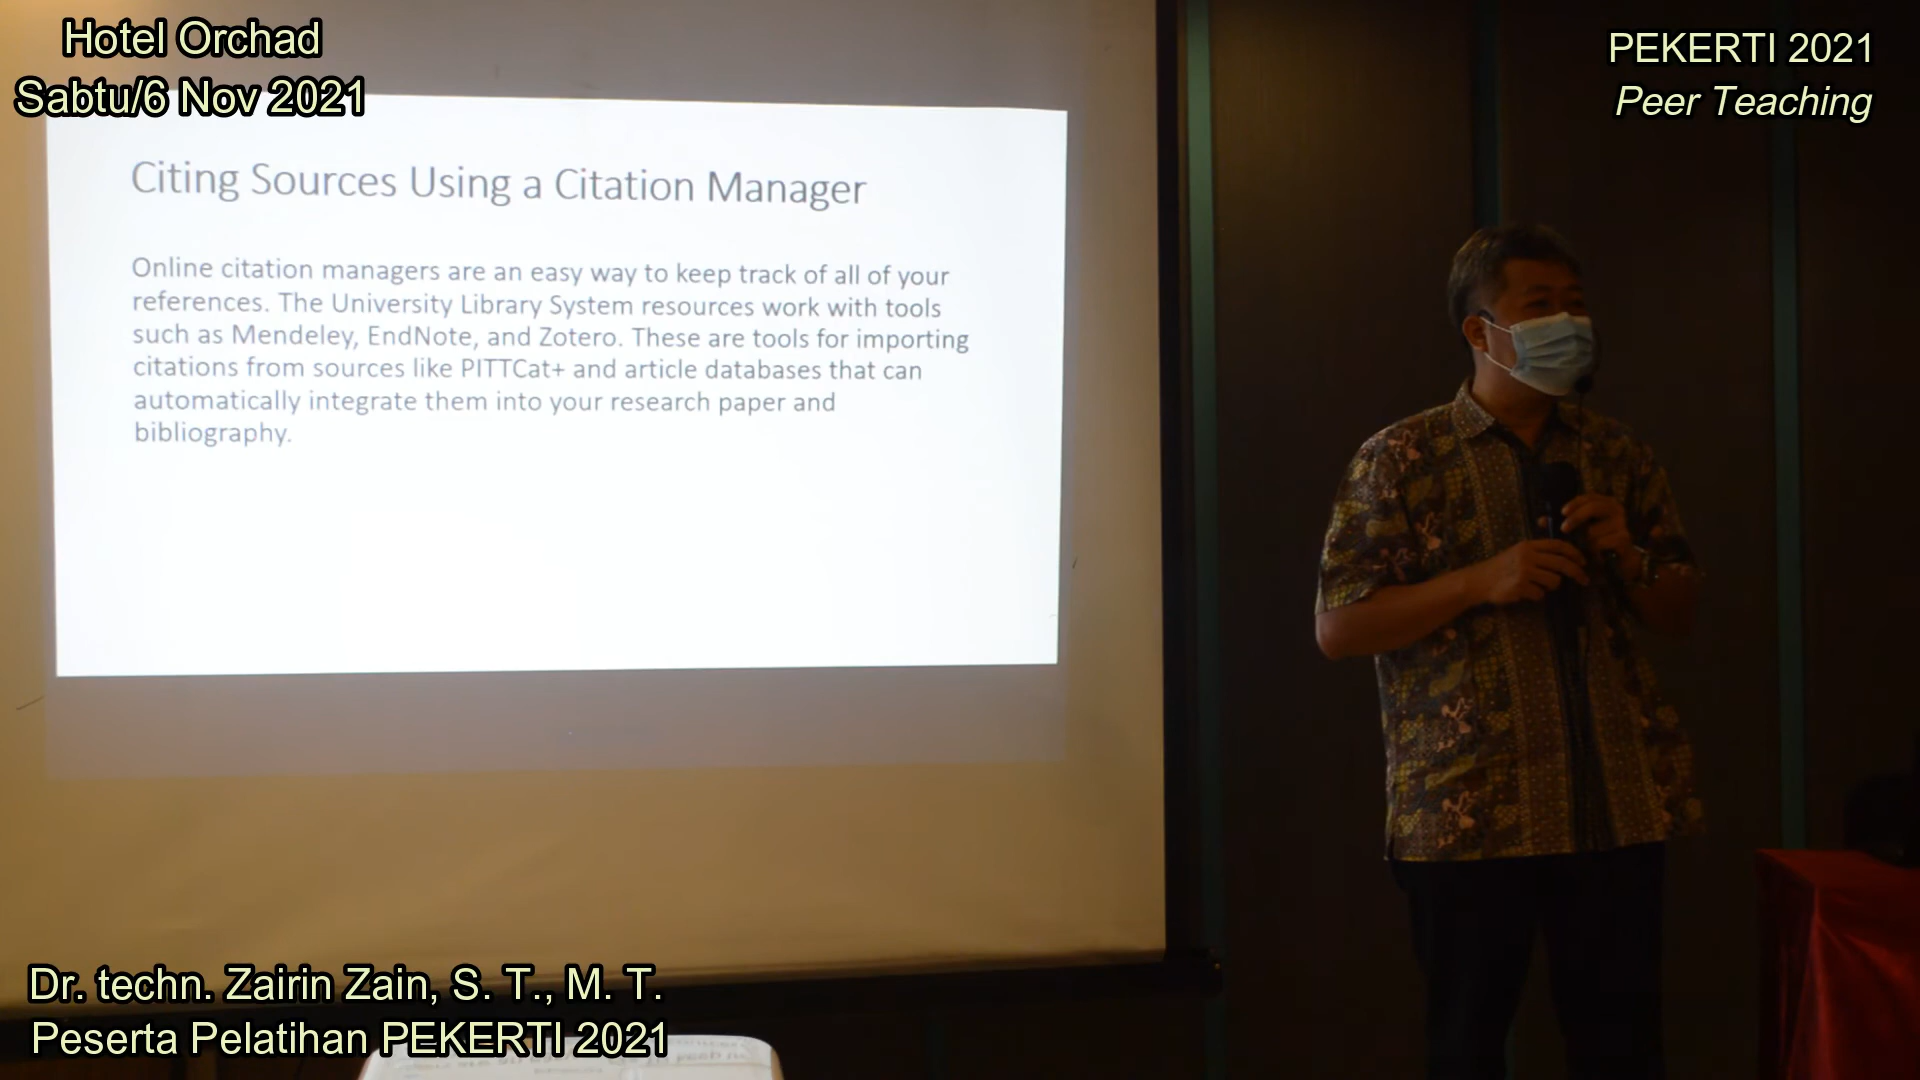 Hotel Orchad
Sabtu/6 Nov 2021
PEKERTI 2021
Peer Teaching
Citing Sources Using a Citation Manager
Online citation managers are an easy way to keep track of all of your
references. The University Library System resources work with tools
such as Mendeley, EndNote, and Zotero. These are tools for importing
citations from sources like PITTCat+ and article databases that can
automatically integrate them into your research paper and
bibliography.
Dr. techn. Zairin Zain, S. T., M. T.
Peserta Pelatihan PEKERTI 2021